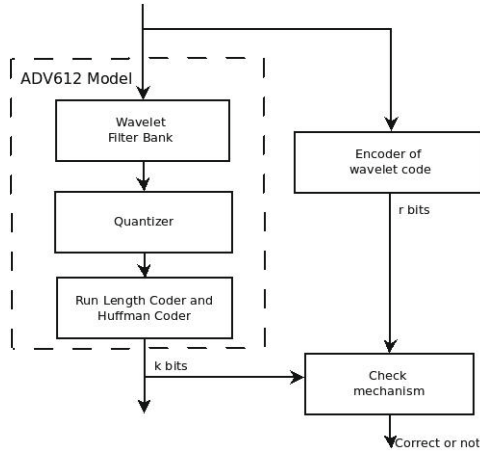 ADV612 Model
Wavelet
Filter Bank
Encoder of
wavelet code
Quantizer
r bits
Run Length Coder and
Huffman Coder
k bits
Check
mechanism
Correct or not